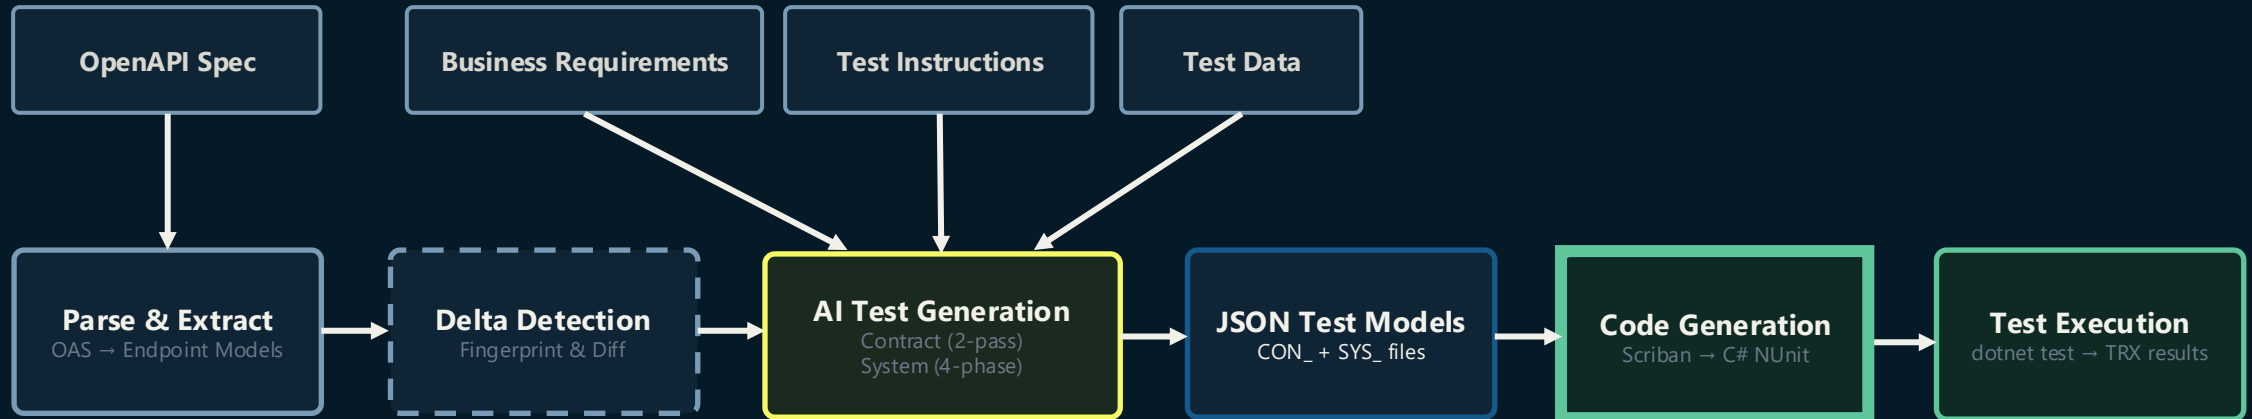 OpenAPI Spec
Business Requirements
Test Instructions
Test Data
Parse & Extract
OAS → Endpoint Models
Delta Detection
Fingerprint & Diff
AI Test Generation
Contract (2-pass)
System (4-phase)
JSON Test Models
CON_ + SYS_ files
Code Generation
Scriban → C# NUnit
Test Execution
dotnet test → TRX results